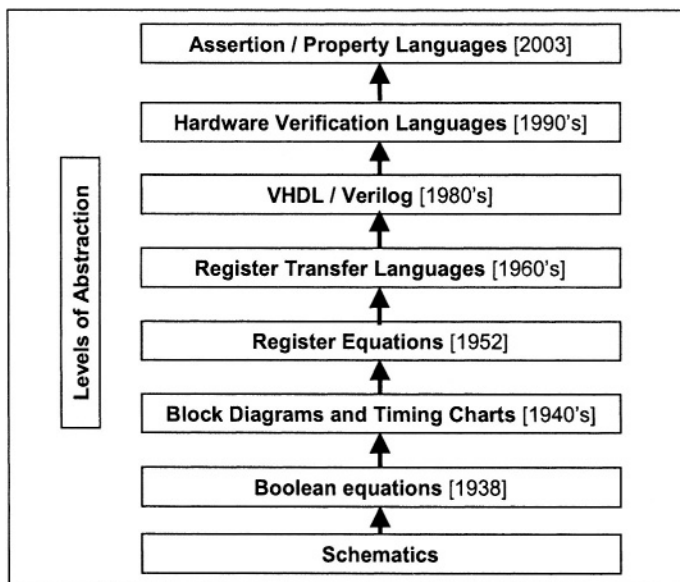 Assertion / Property Languages [2003]
Hardware Verification Languages [1990's]
VHDL / Verilog [1980's]
Register Transfer Languages [1960's]
Register Equations [1952]
Block Diagrams and Timing Charts [1940's]
Boolean equations [1938]
Schematics
Levels of Abstraction